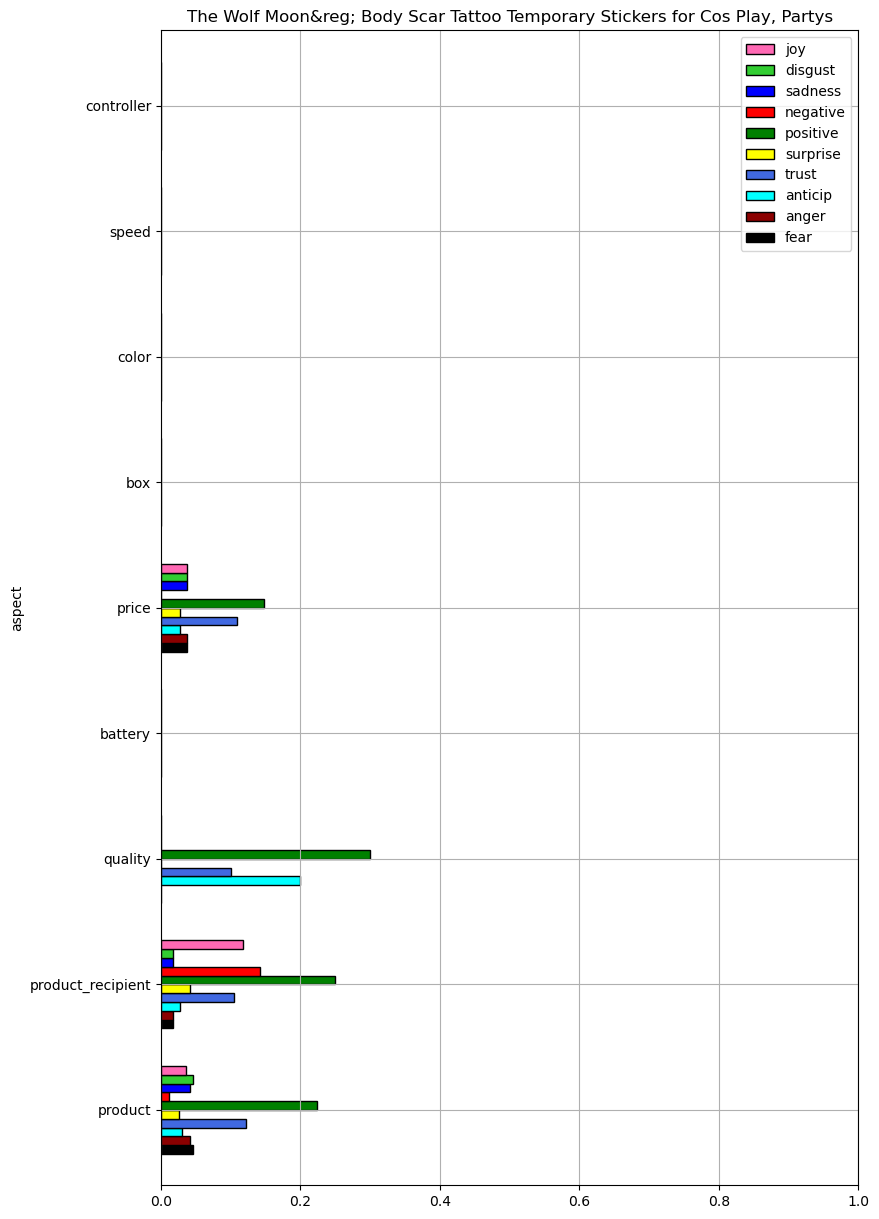 The Wolf Moon&reg; Body Scar Tattoo Temporary Stickers for Cos Play, Partys
joy
disgust
sadness
negative
positive
surprise
trust
anticip
anger
fear
controller
speed
color
box
price
battery
quality
product_recipient
product
aspect
0.0 0.2 0.4 0.6 0.8 1.0